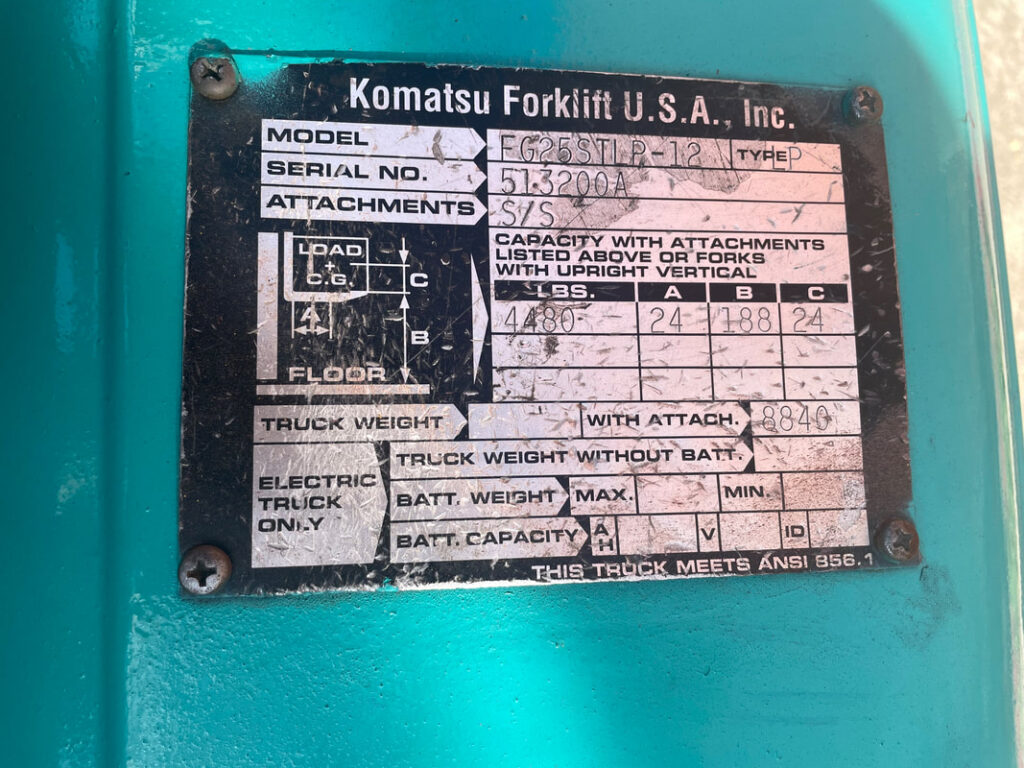 Komatsu Forklift U.S.A., Inc.
MODEL FG25STLP-12 TYPE LP
SERIAL NO. 513200A
ATTACHMENTS S/S
LOAD
+
C.G.
A
C
B
FLOOR
CAPACITY WITH ATTACHMENTS
LISTED ABOVE OR FORKS
WITH UPRIGHT VERTICAL
LBS. A B C
4480 24 188 24
TRUCK WEIGHT WITH ATTACH. 8840
ELECTRIC
TRUCK
ONLY
TRUCK WEIGHT WITHOUT BATT.
BATT. WEIGHT MAX. MIN.
BATT. CAPACITY AH V ID
THIS TRUCK MEETS ANSI B56.1